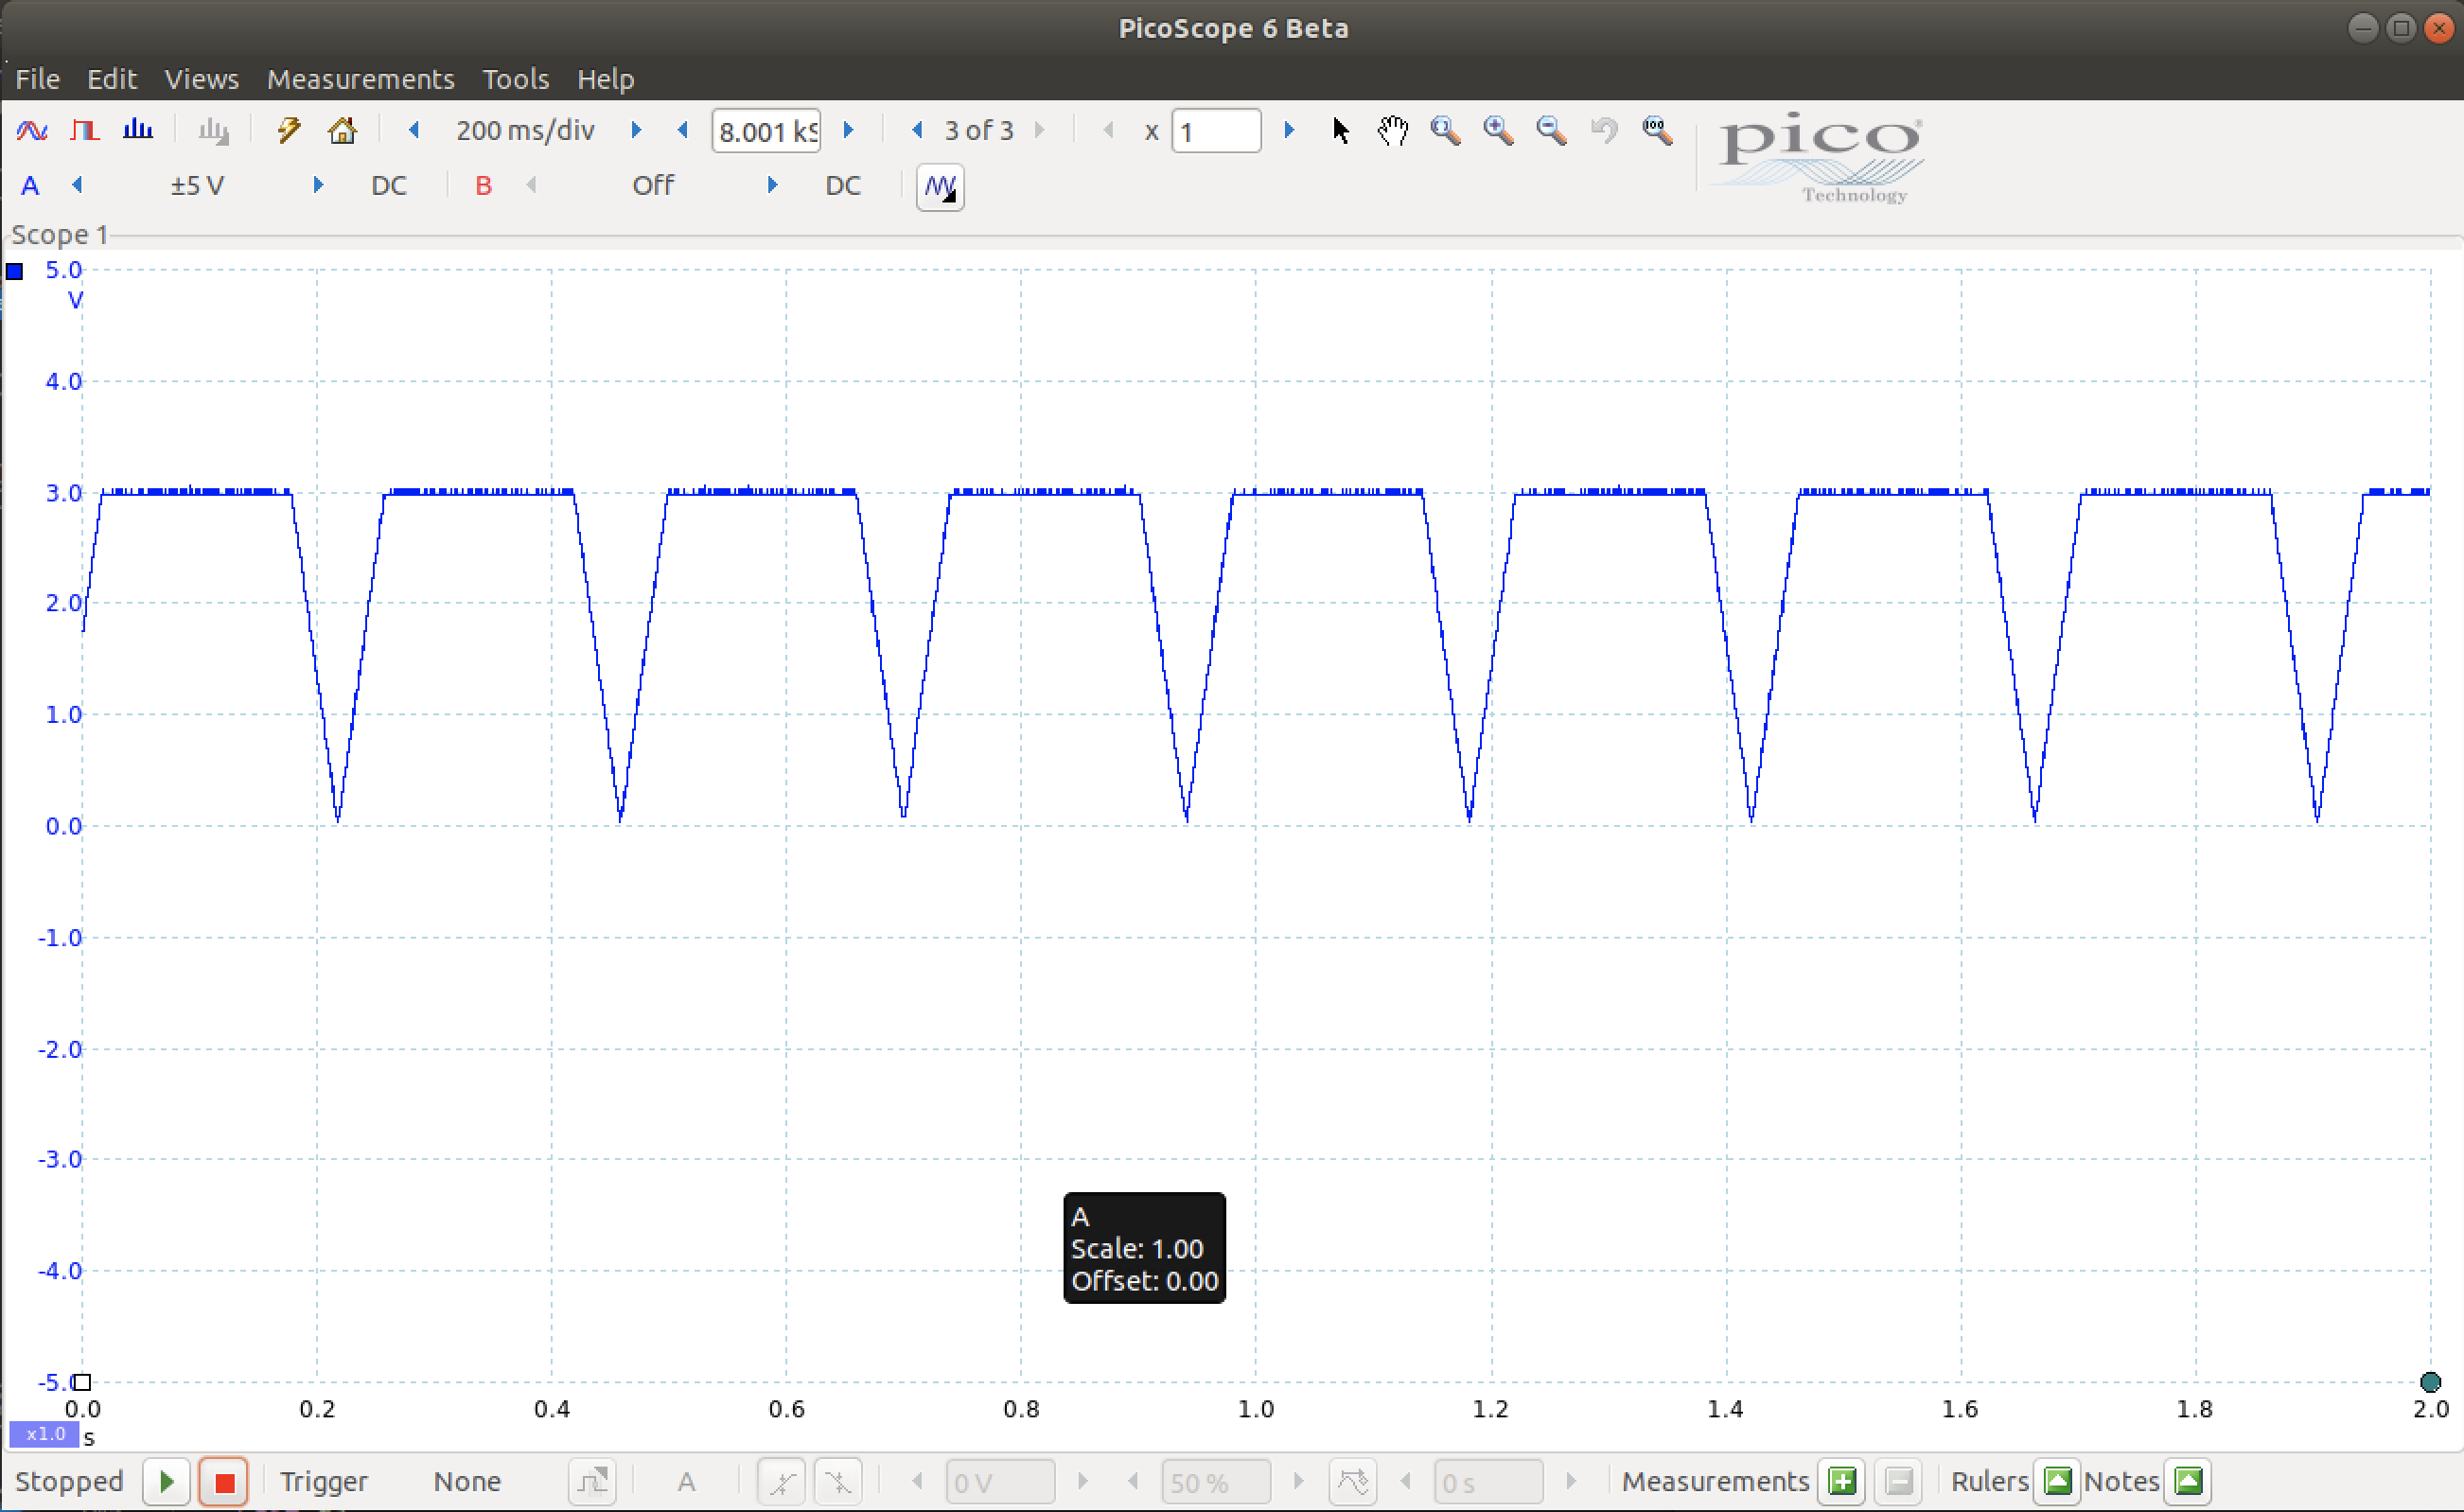 PicoScope 6 Beta
File Edit Views Measurements Tools Help
200 ms/div 8.001 kS 3 of 3 x 1
A ±5 V DC B Off DC
pico
Technology
Scope 1
5.0
V
4.0
3.0
2.0
1.0
0.0
-1.0
-2.0
-3.0
-4.0
-5.0
A
Scale: 1.00
Offset: 0.00
0.0 0.2 0.4 0.6 0.8 1.0 1.2 1.4 1.6 1.8 2.0
x1.0 s
Stopped Trigger None A 0 V 50 % 0 s Measurements Rulers Notes